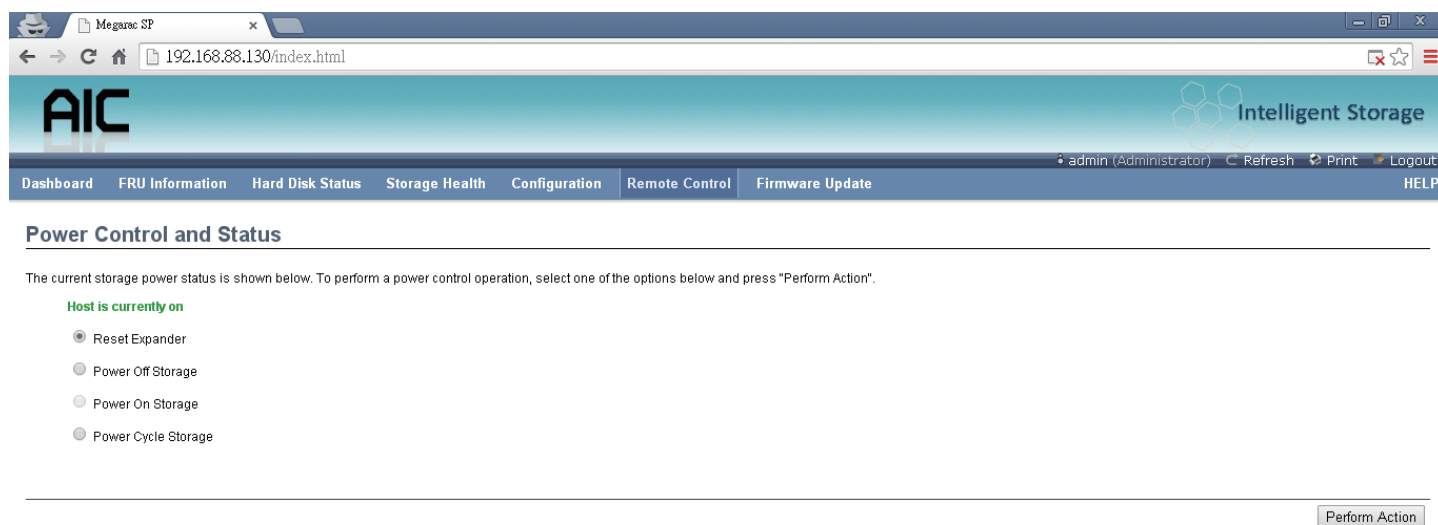 Megarac SP
192.168.88.130/index.html
AIC
Intelligent Storage
admin (Administrator) Refresh Print Logout
Dashboard FRU Information Hard Disk Status Storage Health Configuration Remote Control Firmware Update HELP
Power Control and Status
The current storage power status is shown below. To perform a power control operation, select one of the options below and press "Perform Action".
Host is currently on
Reset Expander
Power Off Storage
Power On Storage
Power Cycle Storage
Perform Action